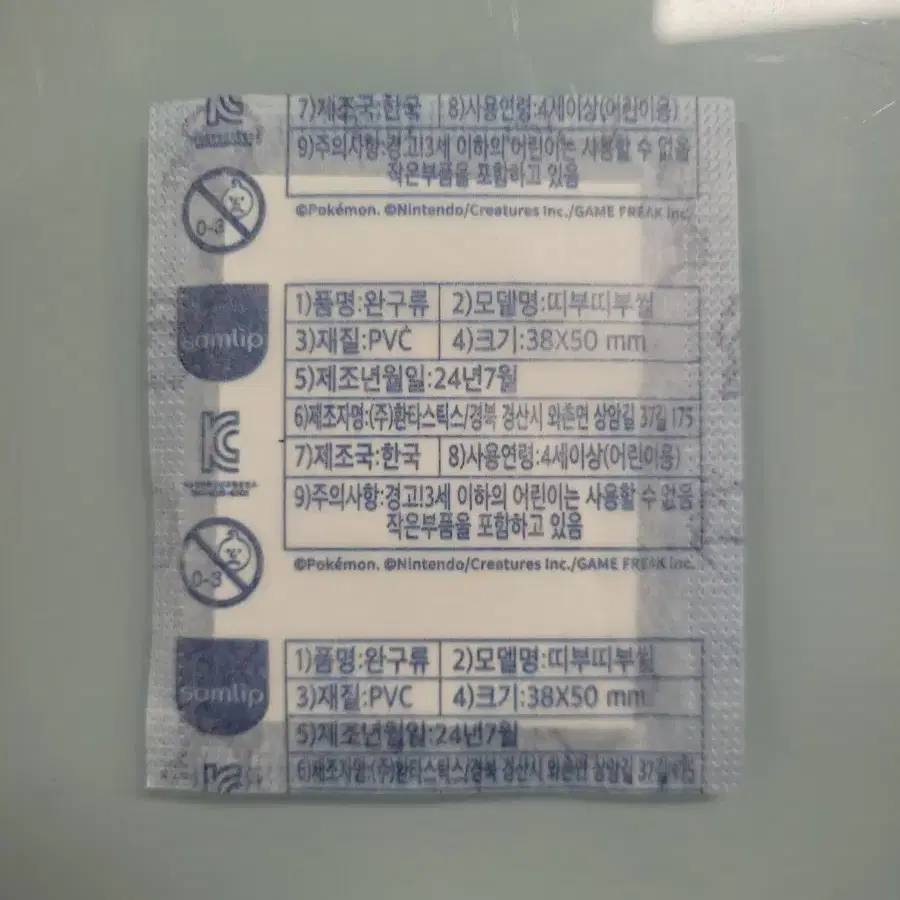 7)제조국:한국 8)사용연령:4세이상(어린이용)
9)주의사항:경고!3세 이하의 어린이는 사용할 수 없음
작은부품을 포함하고 있음
0-3
©Pokémon. ©Nintendo/Creatures Inc./GAME FREAK Inc.
samlip
1)품명:완구류 2)모델명:띠부띠부씰
3)재질:PVC 4)크기:38X50 mm
5)제조년월일:24년7월
6)제조자명:(주)환타스틱스/경북 경산시 와촌면 상암길 37길 175
7)제조국:한국 8)사용연령:4세이상(어린이용)
9)주의사항:경고!3세 이하의 어린이는 사용할 수 없음
작은부품을 포함하고 있음
0-3
©Pokémon. ©Nintendo/Creatures Inc./GAME FREAK Inc.
samlip
1)품명:완구류 2)모델명:띠부띠부씰
3)재질:PVC 4)크기:38X50 mm
5)제조년월일:24년7월
6)제조자명:(주)환타스틱스/경북 경산시 와촌면 상암길 37길 175